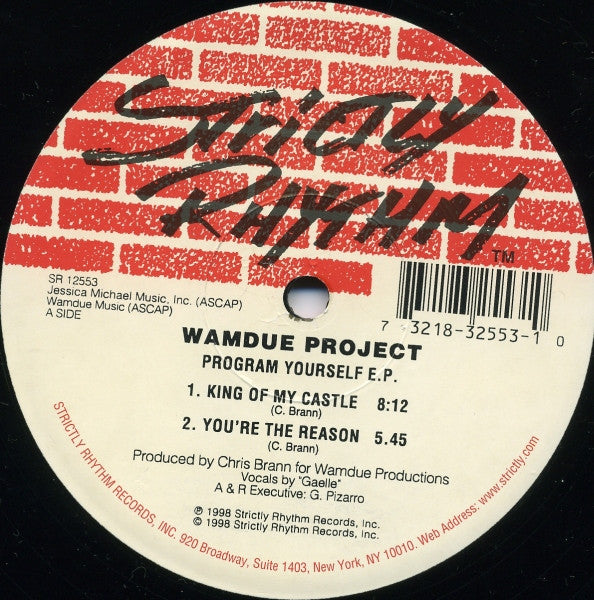 Strictly
Rhythm
TM
SR 12553
Jessica Michael Music, Inc. (ASCAP)
Wamdue Music (ASCAP)
A SIDE
7 73218-32553-1 0
WAMDUE PROJECT
PROGRAM YOURSELF E.P.
1. KING OF MY CASTLE 8:12
(C. Brann)
2. YOU'RE THE REASON 5.45
(C. Brann)
Produced by Chris Brann for Wamdue Productions
Vocals by "Gaelle"
A & R Executive: G. Pizarro
℗ 1998 Strictly Rhythm Records, Inc.
© 1998 Strictly Rhythm Records, Inc.
STRICTLY RHYTHM RECORDS, INC. 920 Broadway, Suite 1403, New York, NY 10010. Web Address: www.strictly.com